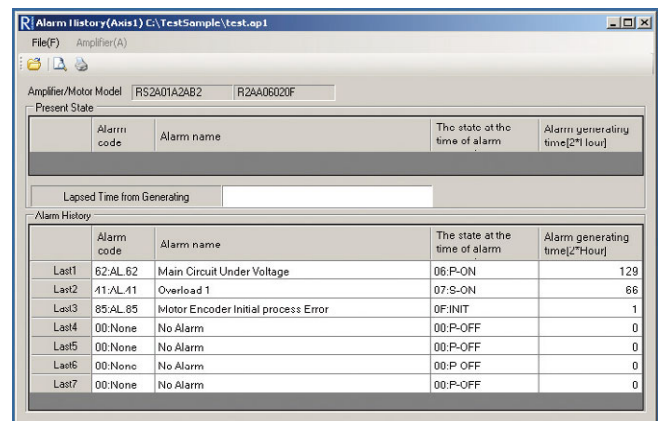 Alarm History(Axis1) C:\TestSample\test.ap1
File(F) Amplifier(A)
Amplifier/Motor Model RS2A01A2AB2 R2AA06020F
Present State
Alarm code Alarm name The state at the time of alarm Alarm generating time[2*Hour]
Lapsed Time from Generating
Alarm History
Alarm code Alarm name The state at the time of alarm Alarm generating time[2*Hour]
Last1 62:AL.62 Main Circuit Under Voltage 06:P-ON 129
Last2 41:AL.41 Overload 1 07:S-ON 66
Last3 85:AL.85 Motor Encoder Initial process Error 0F:INIT 1
Last4 00:None No Alarm 00:P-OFF 0
Last5 00:None No Alarm 00:P-OFF 0
Last6 00:None No Alarm 00:P-OFF 0
Last7 00:None No Alarm 00:P-OFF 0